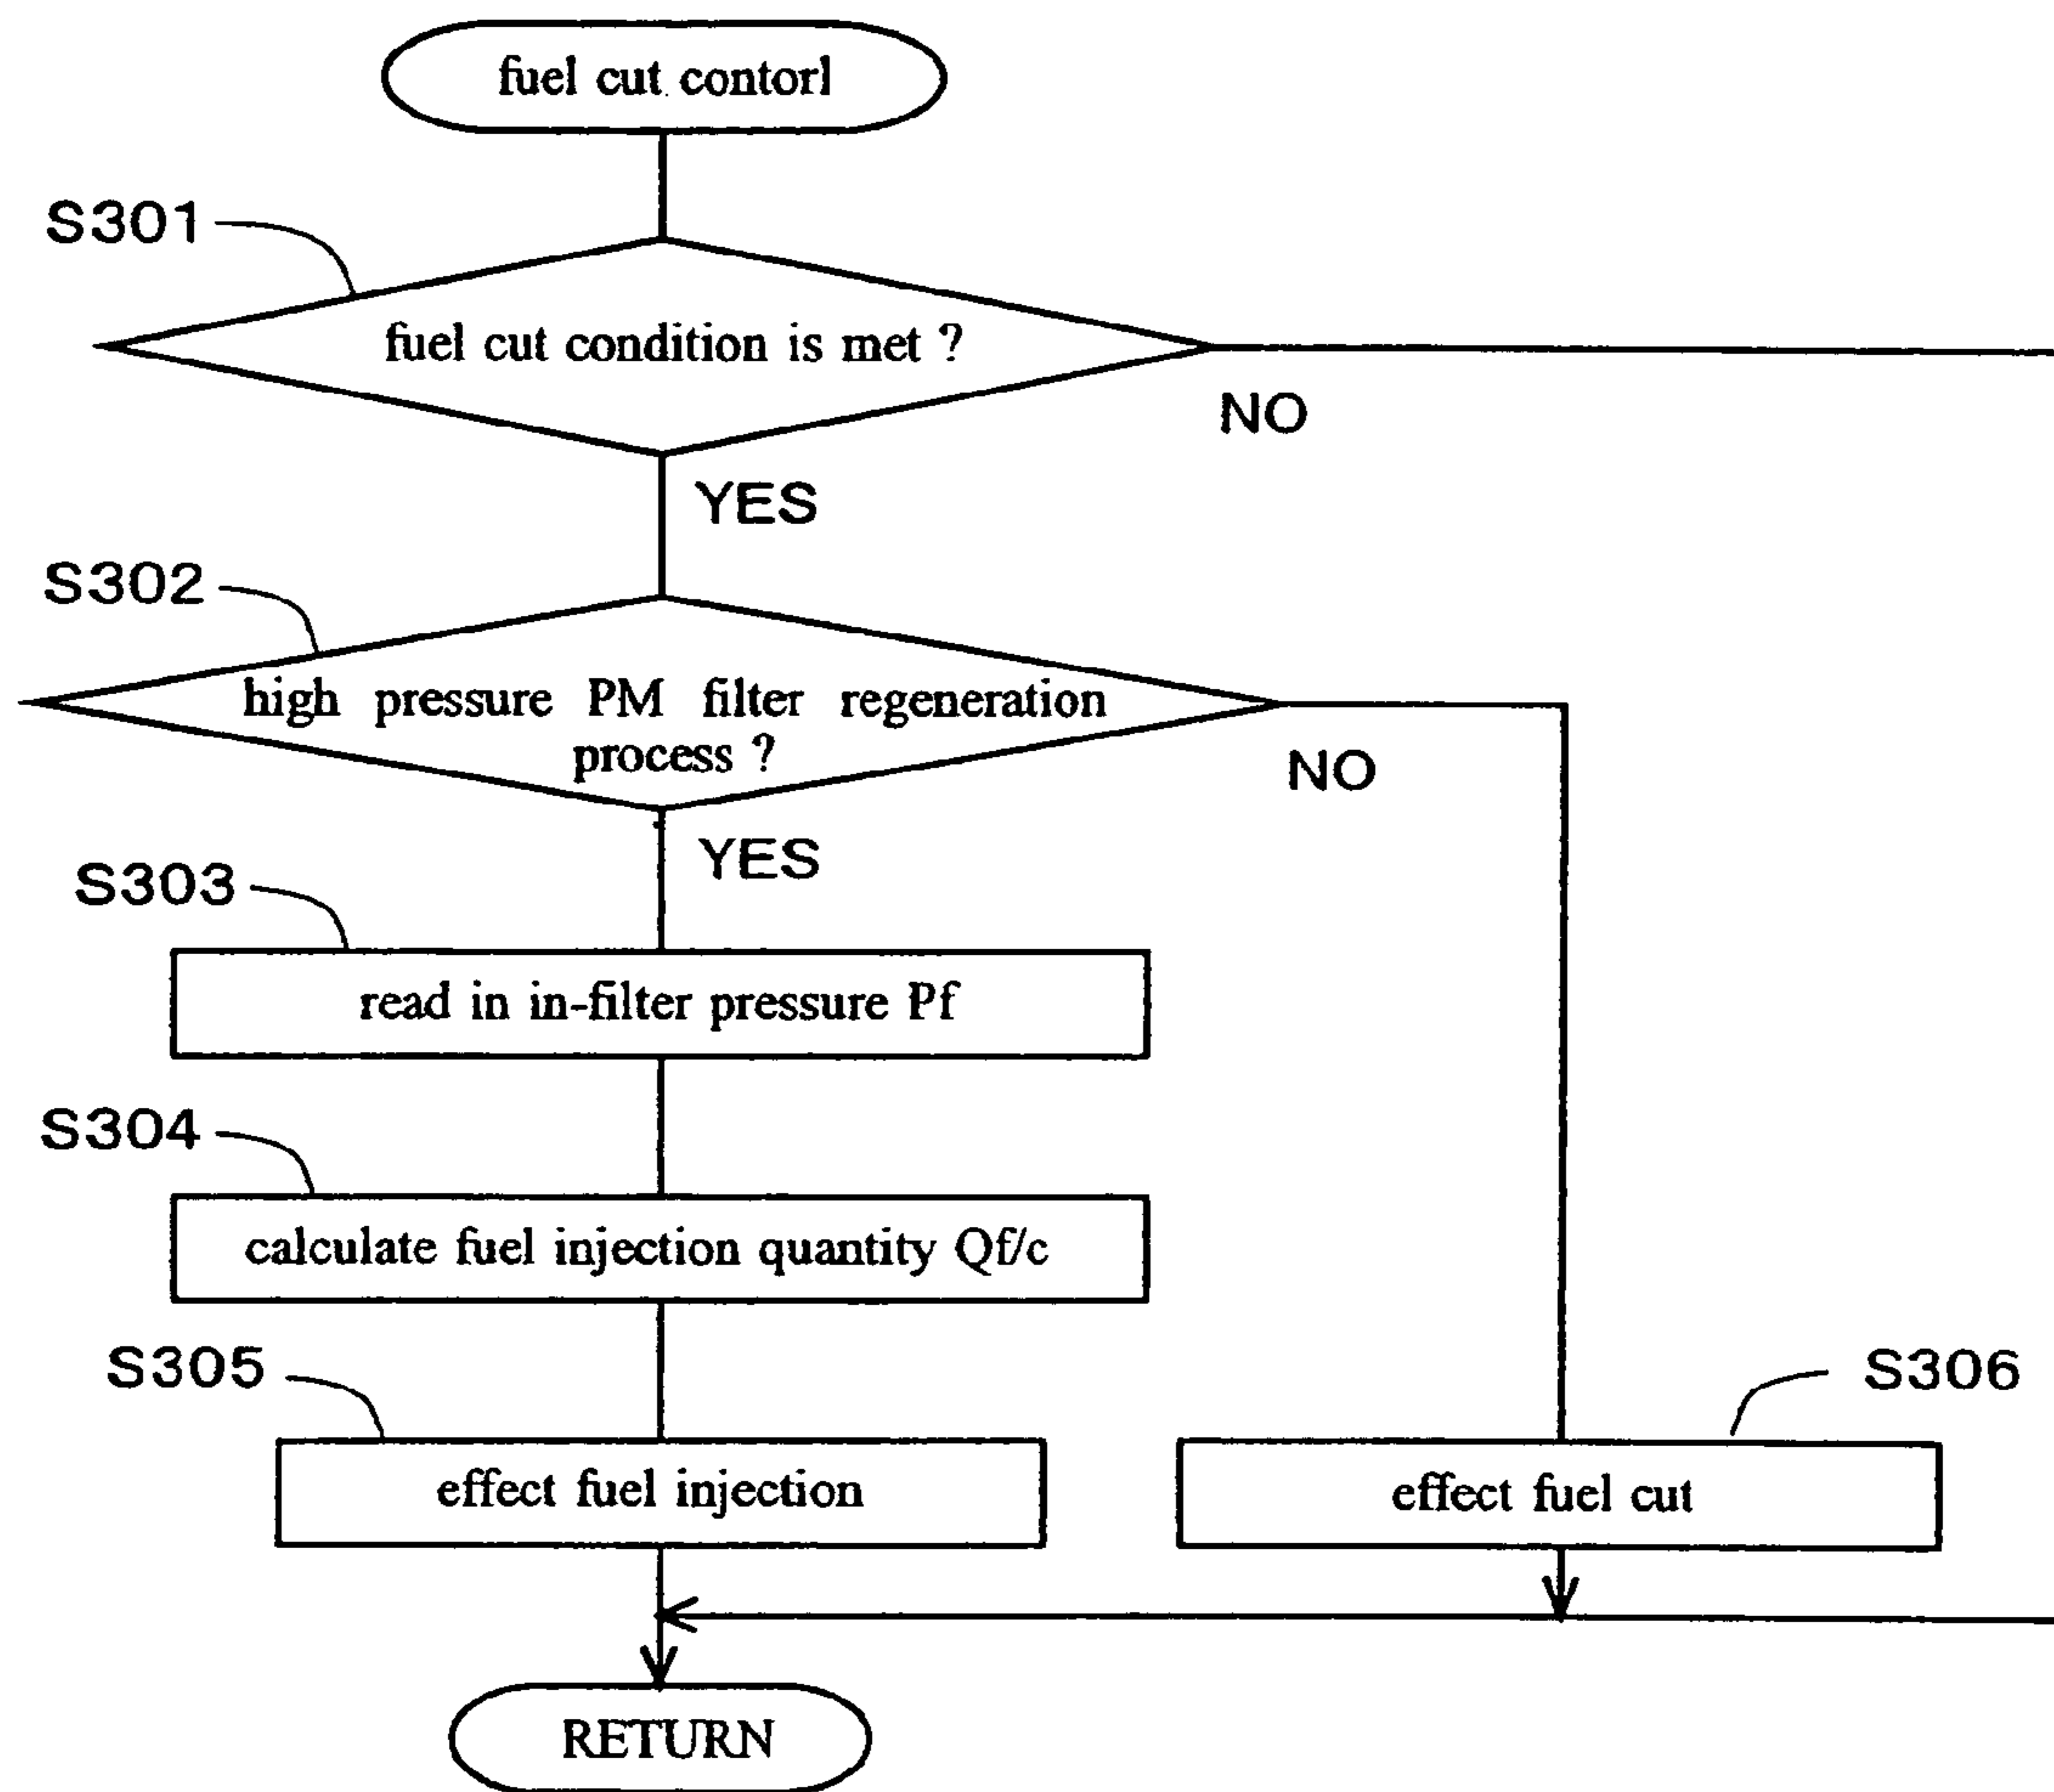 fuel cut contorl
S301
fuel cut condition is met ?
NO
YES
S302
high pressure PM filter regeneration
process ?
NO
YES
S303
read in in-filter pressure Pf
S304
calculate fuel injection quantity Qf/c
S305
effect fuel injection
S306
effect fuel cut
RETURN